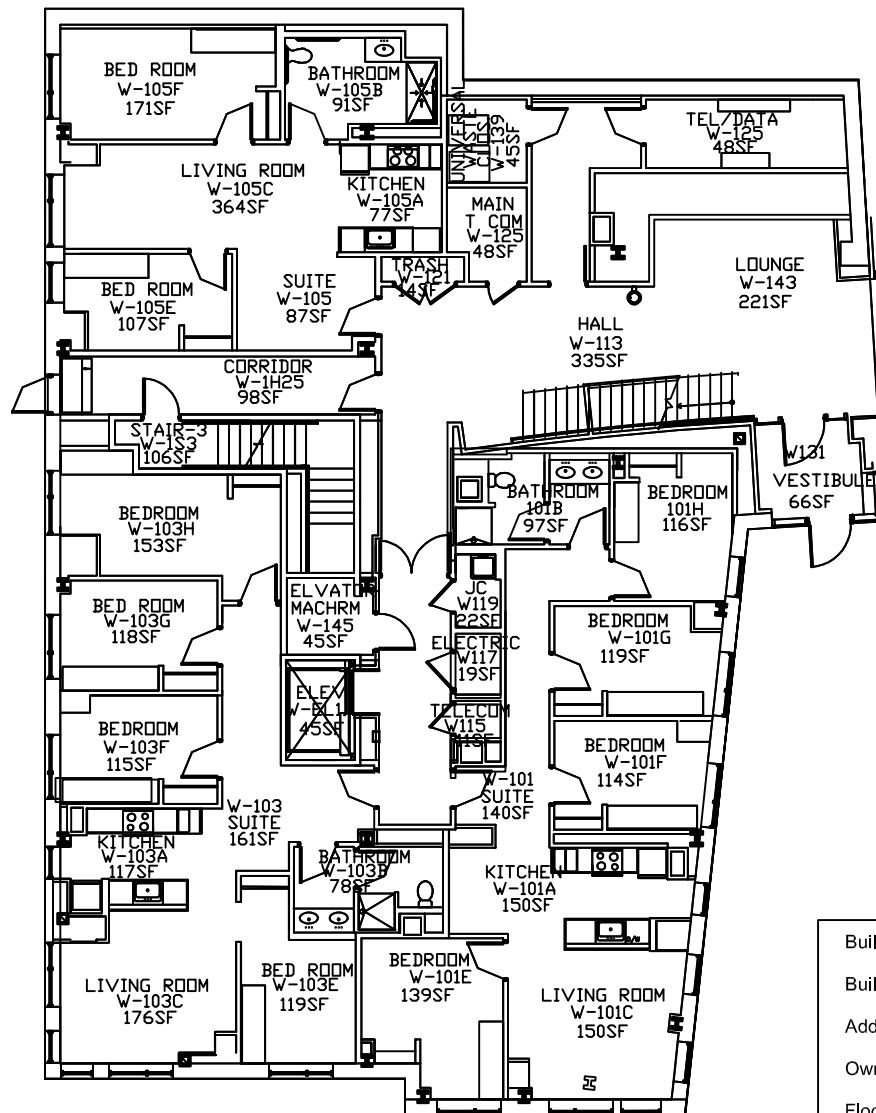 BED ROOM
W-105F
171SF
BATHROOM
W-105B
91SF
UNIVERSAL
WASTE
CLOS.
W-139
45SF
TEL/DATA
W-125
48SF
LIVING ROOM
W-105C
364SF
KITCHEN
W-105A
77SF
MAIN
T COM
W-125
48SF
TRASH
W-121
14SF
LOUNGE
W-143
221SF
BED ROOM
W-105E
107SF
SUITE
W-105
87SF
HALL
W-113
335SF
CORRIDOR
W-1H25
98SF
STAIR-3
W-1S3
106SF
W131
VESTIBULE
66SF
BEDROOM
W-103H
153SF
BATHROOM
101B
97SF
BEDROOM
101H
116SF
BED ROOM
W-103G
118SF
ELVATOR
MACHRM
W-145
45SF
JC
W119
22SF
BEDROOM
W-101G
119SF
ELECTRIC
W117
19SF
ELEV
W-EL1
45SF
TELECOM
W115
11SF
BEDROOM
W-103F
115SF
BEDROOM
W-101F
114SF
W-103
SUITE
161SF
W-101
SUITE
140SF
KITCHEN
W-103A
117SF
BATHROOM
W-103B
78SF
KITCHEN
W-101A
150SF
D/W
LIVING ROOM
W-103C
176SF
BED ROOM
W-103E
119SF
BEDROOM
W-101E
139SF
LIVING ROOM
W-101C
150SF
Buil
Buil
Add
Own
Floo